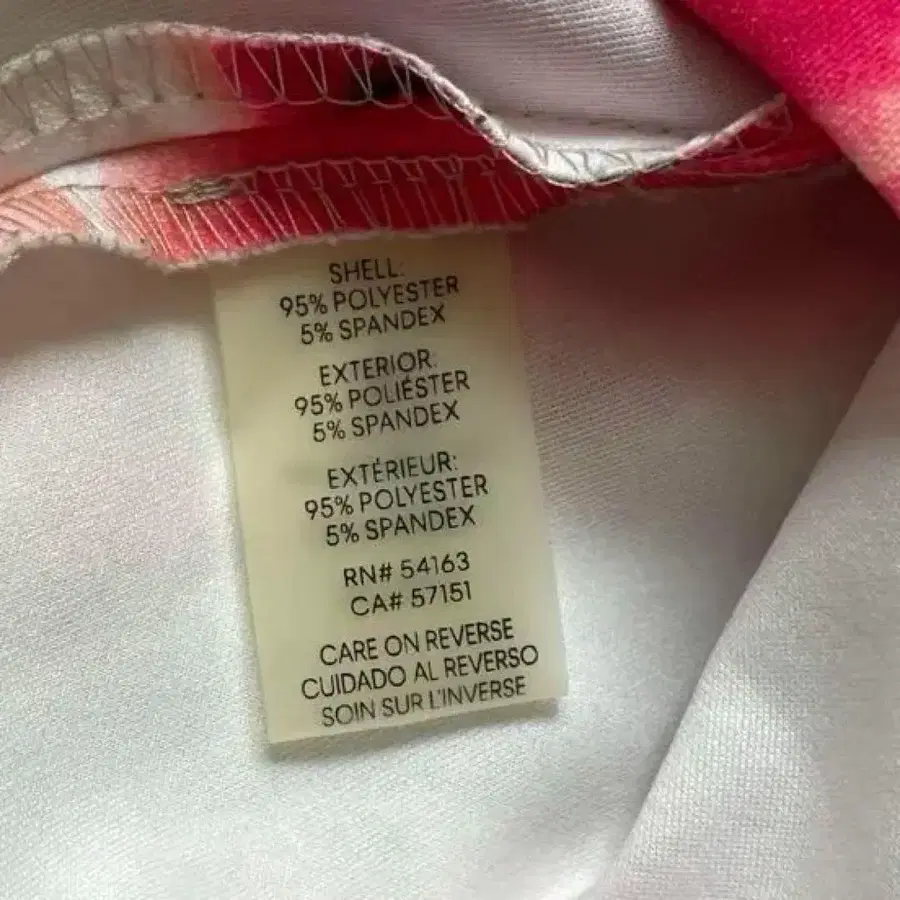 SHELL:
95% POLYESTER
5% SPANDEX
EXTERIOR:
95% POLIÉSTER
5% SPANDEX
EXTÉRIEUR:
95% POLYESTER
5% SPANDEX
RN# 54163
CA# 57151
CARE ON REVERSE
CUIDADO AL REVERSO
SOIN SUR L'INVERSE